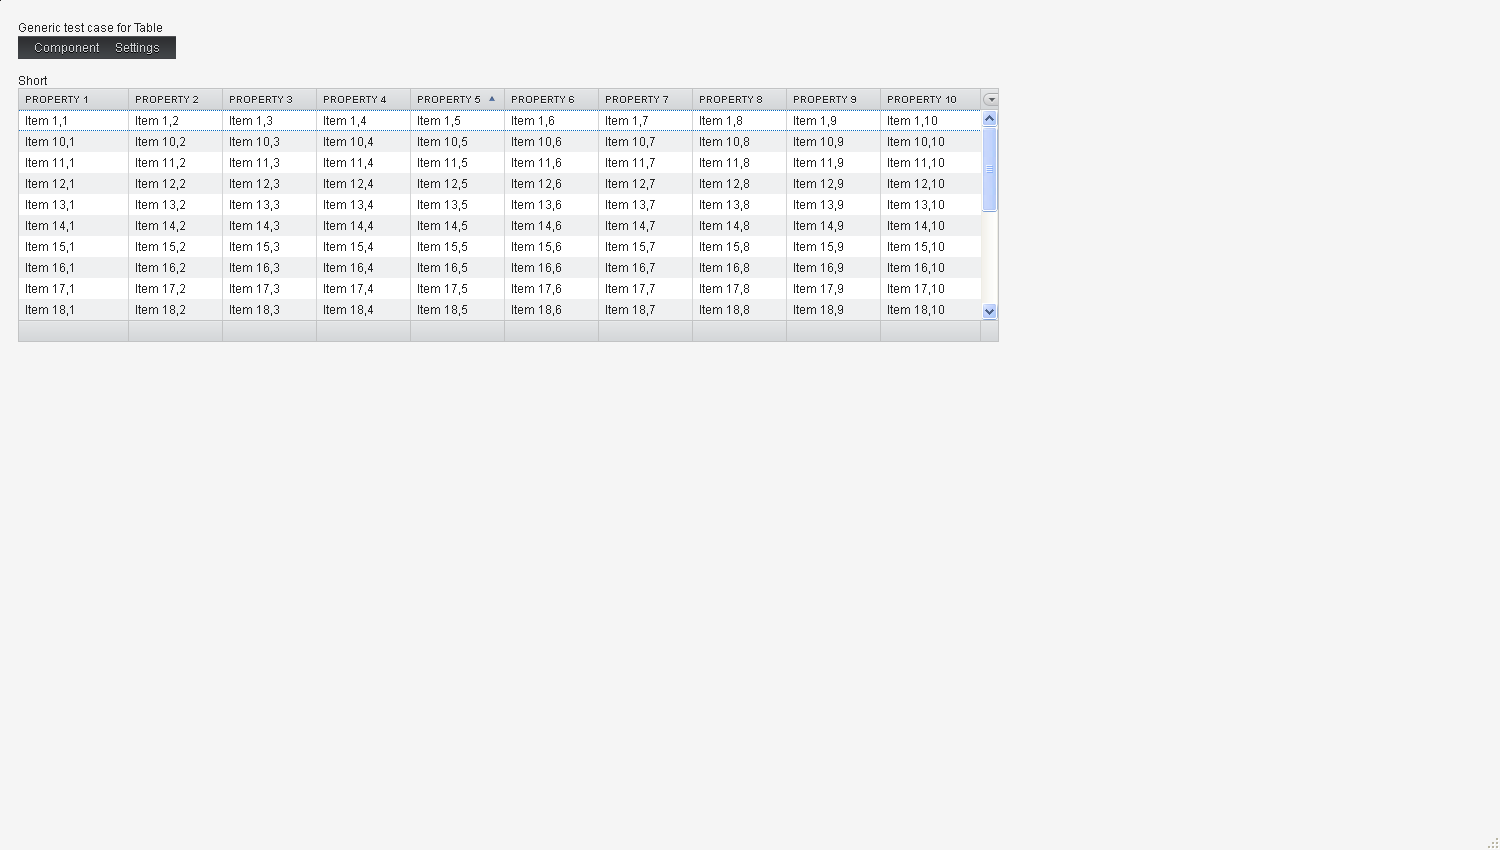 Generic test case for Table
Component Settings
Short
PROPERTY 1 PROPERTY 2 PROPERTY 3 PROPERTY 4 PROPERTY 5 PROPERTY 6 PROPERTY 7 PROPERTY 8 PROPERTY 9 PROPERTY 10
Item 1,1 Item 1,2 Item 1,3 Item 1,4 Item 1,5 Item 1,6 Item 1,7 Item 1,8 Item 1,9 Item 1,10
Item 10,1 Item 10,2 Item 10,3 Item 10,4 Item 10,5 Item 10,6 Item 10,7 Item 10,8 Item 10,9 Item 10,10
Item 11,1 Item 11,2 Item 11,3 Item 11,4 Item 11,5 Item 11,6 Item 11,7 Item 11,8 Item 11,9 Item 11,10
Item 12,1 Item 12,2 Item 12,3 Item 12,4 Item 12,5 Item 12,6 Item 12,7 Item 12,8 Item 12,9 Item 12,10
Item 13,1 Item 13,2 Item 13,3 Item 13,4 Item 13,5 Item 13,6 Item 13,7 Item 13,8 Item 13,9 Item 13,10
Item 14,1 Item 14,2 Item 14,3 Item 14,4 Item 14,5 Item 14,6 Item 14,7 Item 14,8 Item 14,9 Item 14,10
Item 15,1 Item 15,2 Item 15,3 Item 15,4 Item 15,5 Item 15,6 Item 15,7 Item 15,8 Item 15,9 Item 15,10
Item 16,1 Item 16,2 Item 16,3 Item 16,4 Item 16,5 Item 16,6 Item 16,7 Item 16,8 Item 16,9 Item 16,10
Item 17,1 Item 17,2 Item 17,3 Item 17,4 Item 17,5 Item 17,6 Item 17,7 Item 17,8 Item 17,9 Item 17,10
Item 18,1 Item 18,2 Item 18,3 Item 18,4 Item 18,5 Item 18,6 Item 18,7 Item 18,8 Item 18,9 Item 18,10